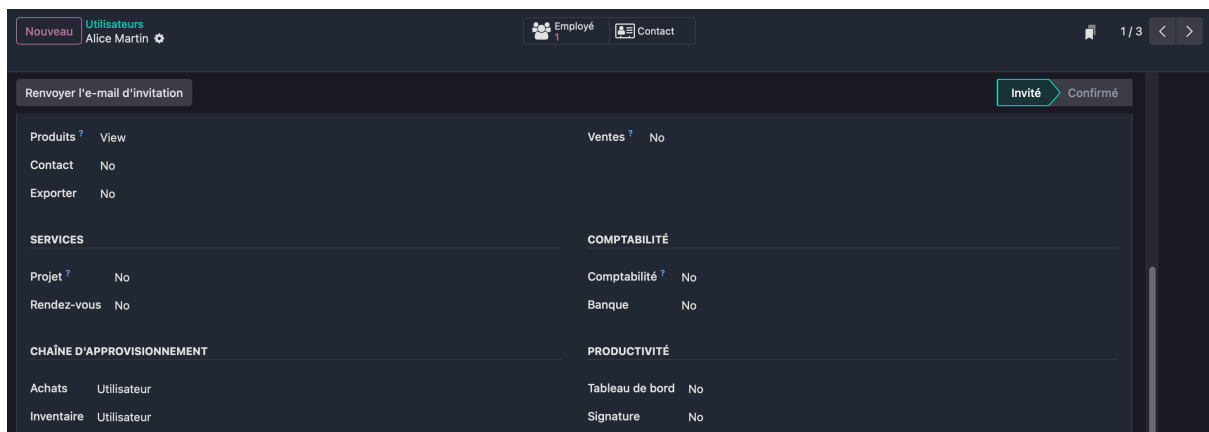 Nouveau
Utilisateurs
Alice Martin
Employé
1
Contact
1 / 3
Renvoyer l'e-mail d'invitation
Invité
Confirmé
Produits ? View
Ventes ? No
Contact No
Exporter No
SERVICES
COMPTABILITÉ
Projet ? No
Comptabilité ? No
Rendez-vous No
Banque No
CHAÎNE D'APPROVISIONNEMENT
PRODUCTIVITÉ
Achats Utilisateur
Tableau de bord No
Inventaire Utilisateur
Signature No